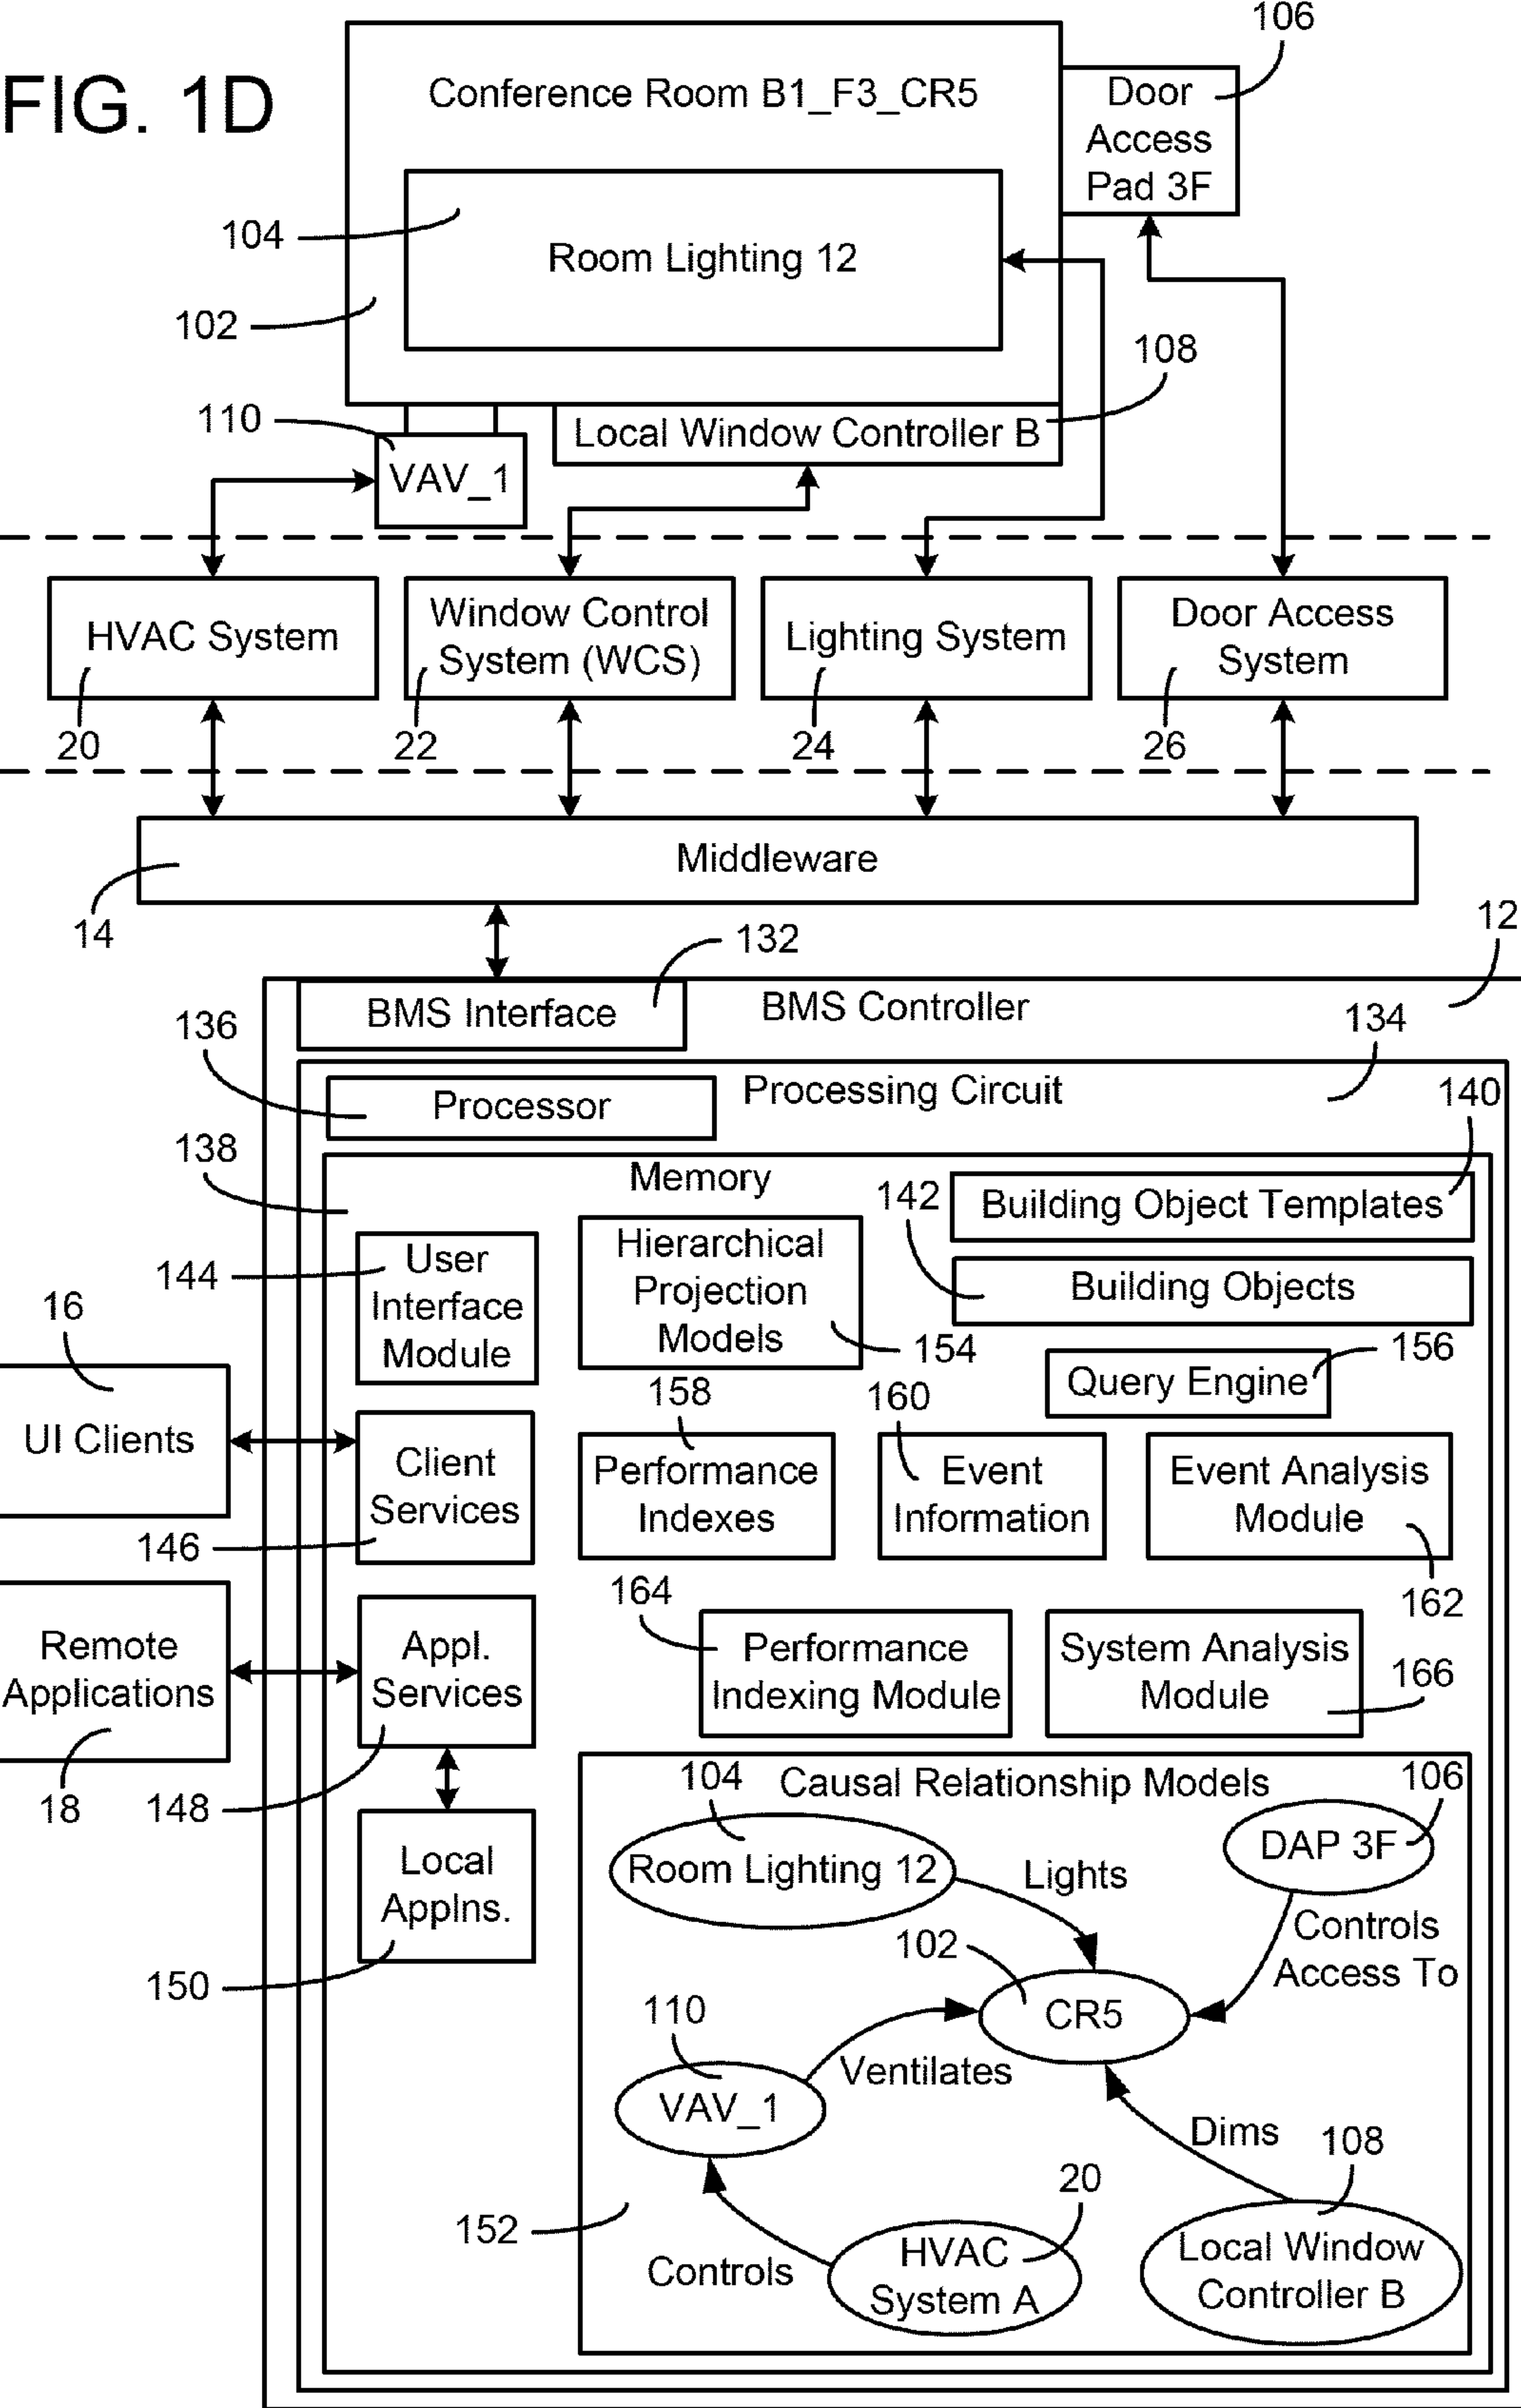 FIG. 1D
106
Conference Room B1_F3_CR5
Door
Access
Pad 3F
104
Room Lighting 12
102
108
110
Local Window Controller B
VAV_1
HVAC System
Window Control
System (WCS)
Lighting System
Door Access
System
20
22
24
26
Middleware
14
12
132
BMS Interface
BMS Controller
136
134
Processing Circuit
Processor
140
138
Memory
142
Building Object Templates
144
User
Interface
Module
Hierarchical
Projection
Models
154
Building Objects
16
156
Query Engine
158
160
UI Clients
Client
Services
146
Performance
Indexes
Event
Information
Event Analysis
Module
162
164
Remote
Applications
18
Appl.
Services
148
Performance
Indexing Module
System Analysis
Module
166
Local
Applns.
150
104
Causal Relationship Models
106
Room Lighting 12
Lights
DAP 3F
Controls
Access To
102
CR5
110
VAV_1
Ventilates
Dims
108
20
152
Controls
HVAC
System A
Local Window
Controller B